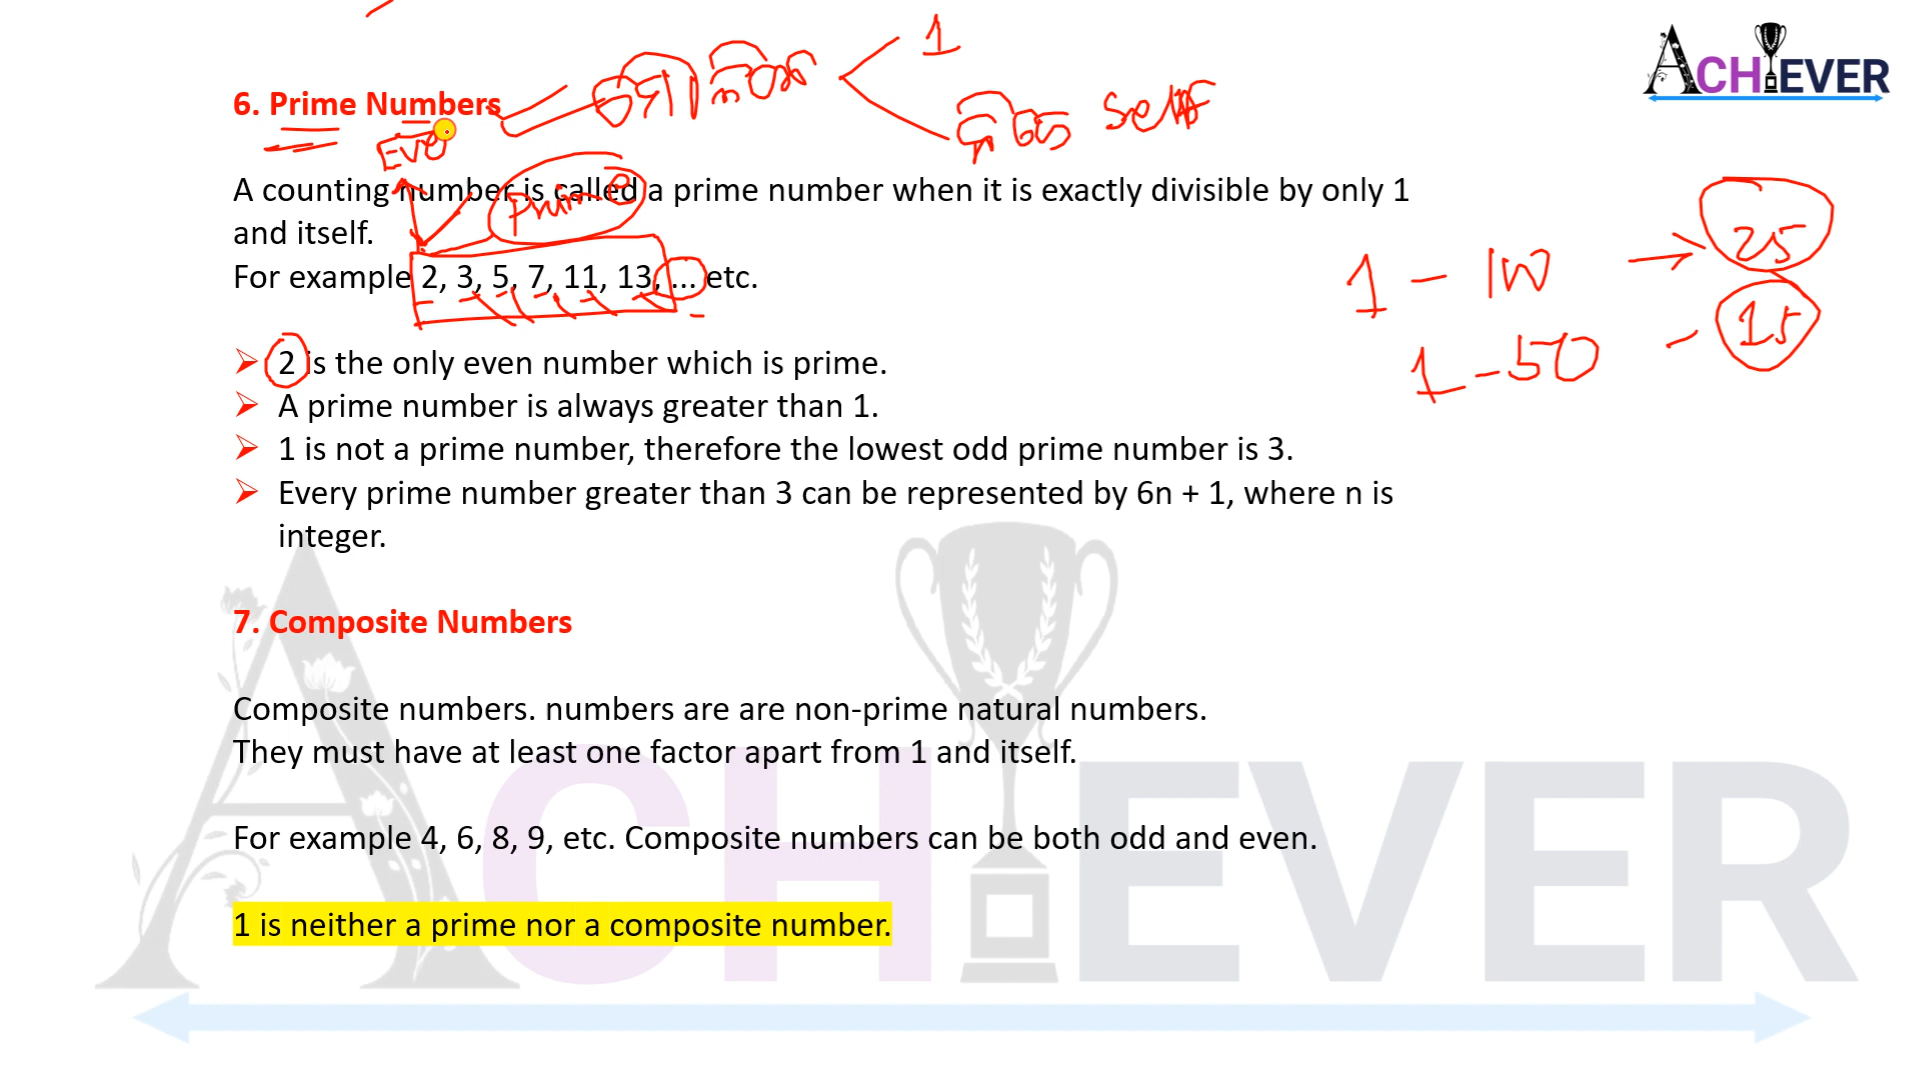 ACHIEVER
1
6. Prime Numbers
Self
Eve
A counting number is called a prime number when it is exactly divisible by only 1
Prime
and itself.
25
1 - 100
For example 2, 3, 5, 7, 11, 13, ... etc.
1 - 50 - 15
➢ 2 is the only even number which is prime.
➢ A prime number is always greater than 1.
➢ 1 is not a prime number, therefore the lowest odd prime number is 3.
➢ Every prime number greater than 3 can be represented by 6n + 1, where n is
integer.
7. Composite Numbers
Composite numbers. numbers are are non-prime natural numbers.
They must have at least one factor apart from 1 and itself.
For example 4, 6, 8, 9, etc. Composite numbers can be both odd and even.
1 is neither a prime nor a composite number.
ACHIEVER